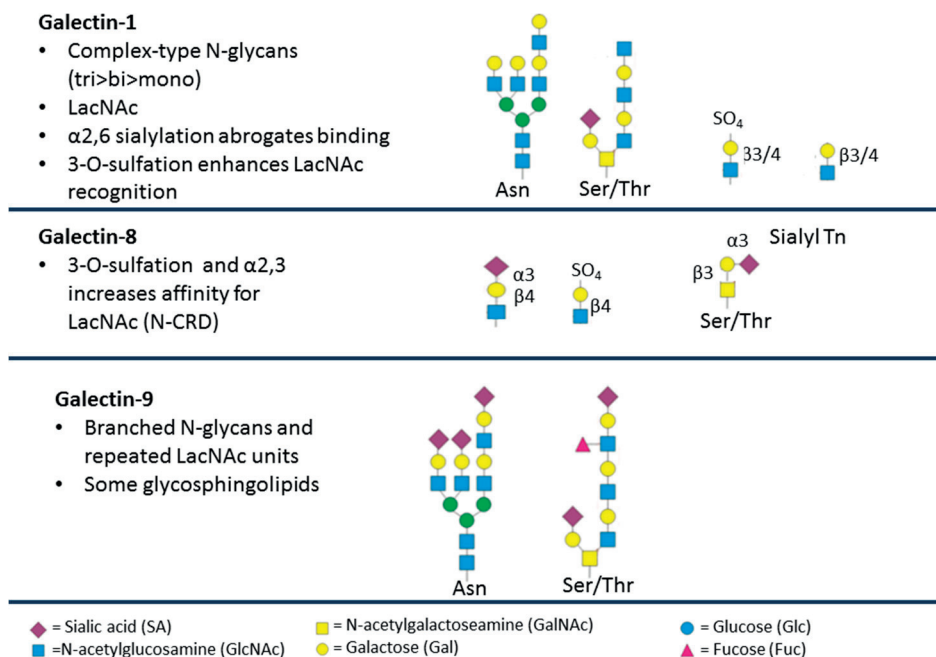 Galectin-1
• Complex-type N-glycans
(tri>bi>mono)
• LacNAc
• α2,6 sialylation abrogates binding
• 3-O-sulfation enhances LacNAc
recognition
Asn
Ser/Thr
SO4
β3/4
β3/4
Galectin-8
• 3-O-sulfation and α2,3
increases affinity for
LacNAc (N-CRD)
α3
β4
SO4
β4
α3
Sialyl Tn
β3
Ser/Thr
Galectin-9
• Branched N-glycans and
repeated LacNAc units
• Some glycosphingolipids
Asn
Ser/Thr
= Sialic acid (SA)
=N-acetylglucosamine (GlcNAc)
= N-acetylgalactoseamine (GalNAc)
= Galactose (Gal)
= Glucose (Glc)
= Fucose (Fuc)